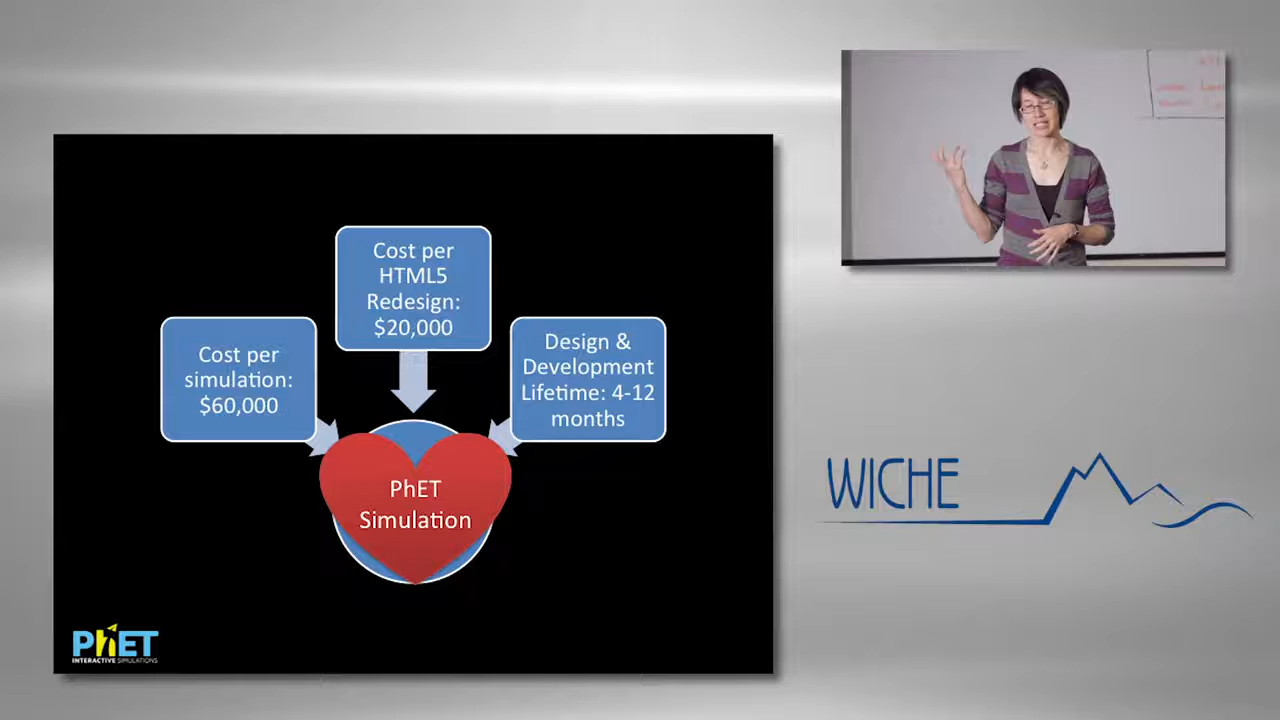 Cost per
HTML5
Redesign:
$20,000
Cost per
simulation:
$60,000
Design &
Development
Lifetime: 4-12
months
PhET
Simulation
PhET
INTERACTIVE SIMULATIONS
WICHE